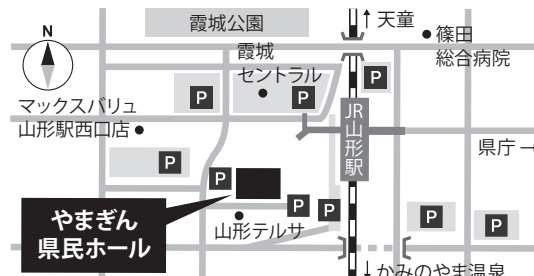 霞城公園
↑天童
N
篠田
総合病院
霞城
セントラル
P
P
P
マックスバリュ
山形駅西口店
JR山形駅
県庁→
P
P
やまぎん
県民ホール
山形テルサ
P
P
P
P
↓かみのやま温泉